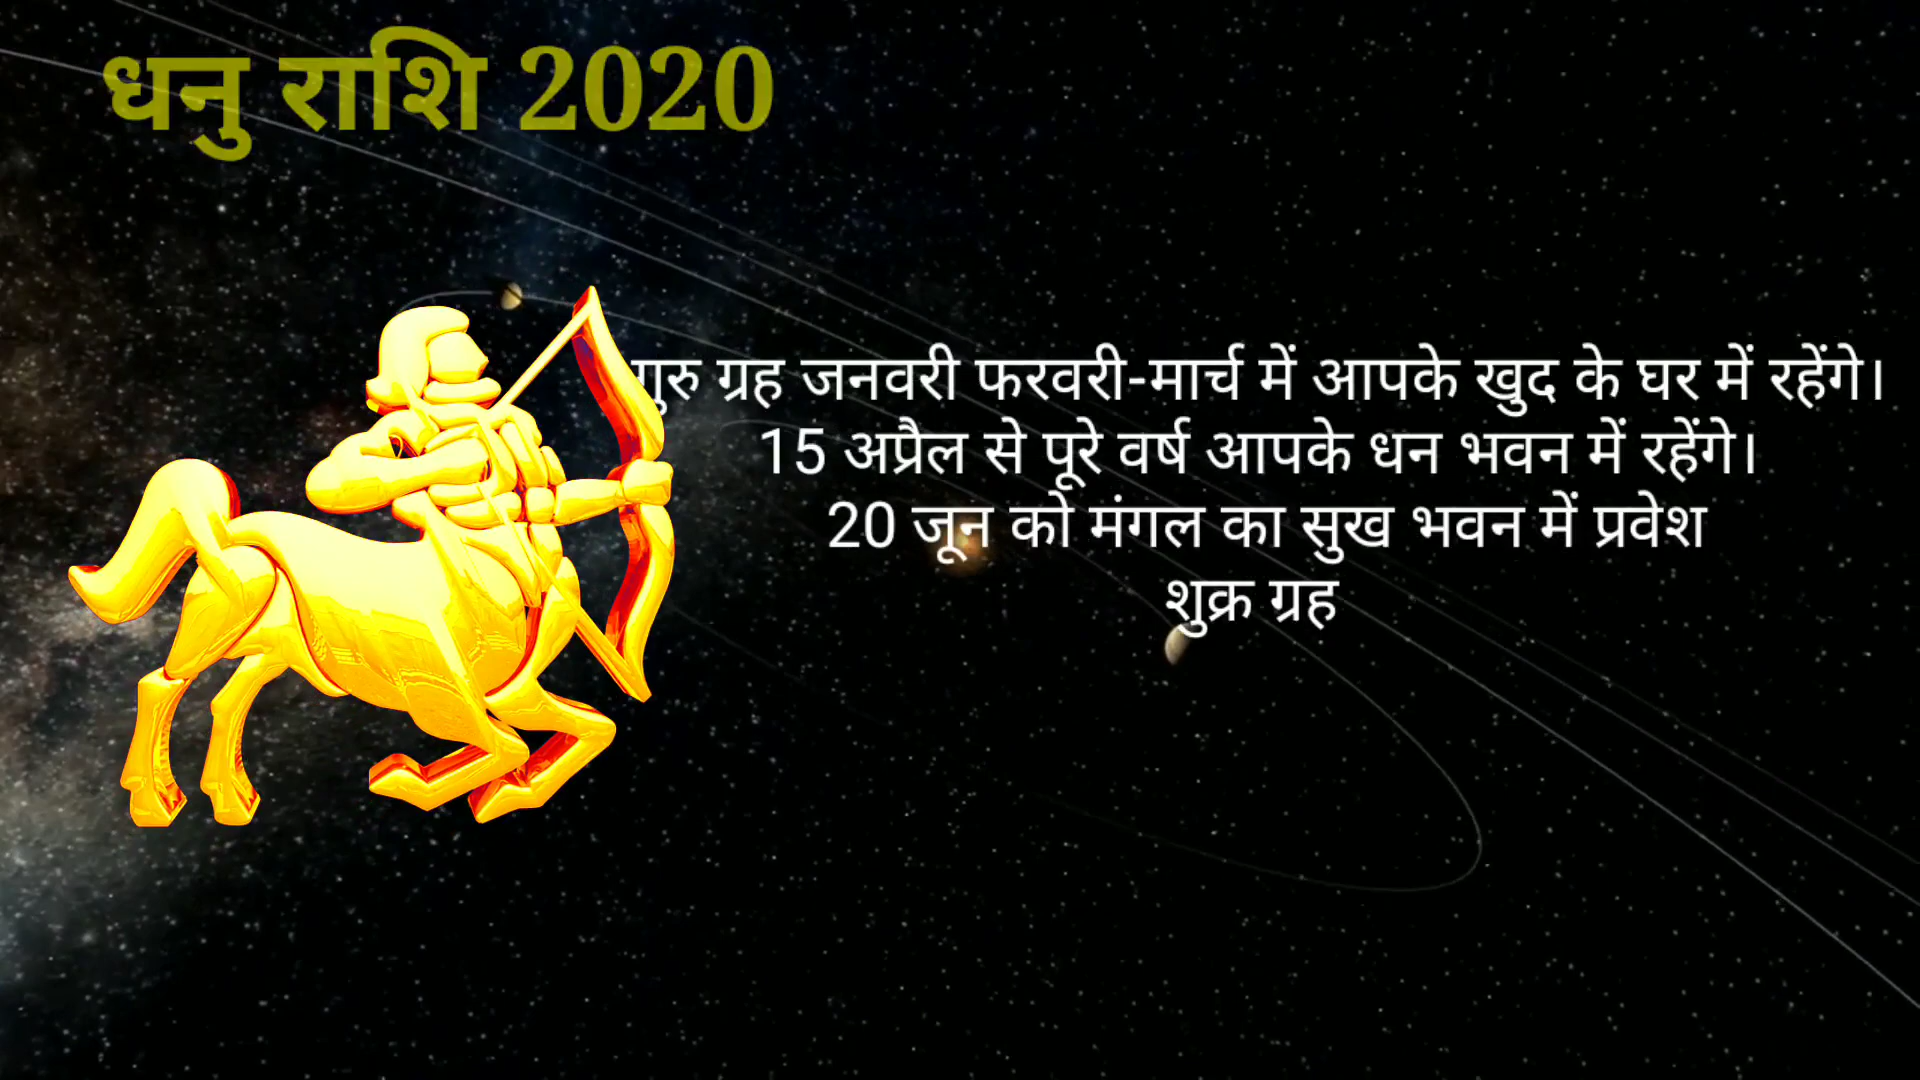 धनु राशि 2020
गुरु ग्रह जनवरी फरवरी-मार्च में आपके खुद के घर में रहेंगे।
15 अप्रैल से पूरे वर्ष आपके धन भवन में रहेंगे।
20 जून को मंगल का सुख भवन में प्रवेश
शुक्र ग्रह